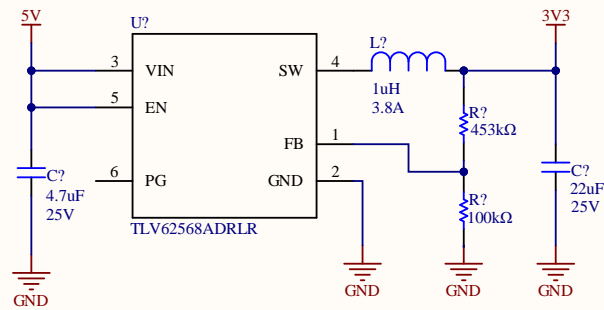 5V
U?
3V3
3
VIN
SW
4
L?
1uH
3.8A
5
EN
R?
453kΩ
FB
1
6
PG
GND
2
C?
4.7uF
25V
R?
100kΩ
C?
22uF
25V
TLV62568ADRLR
GND
GND
GND
GND